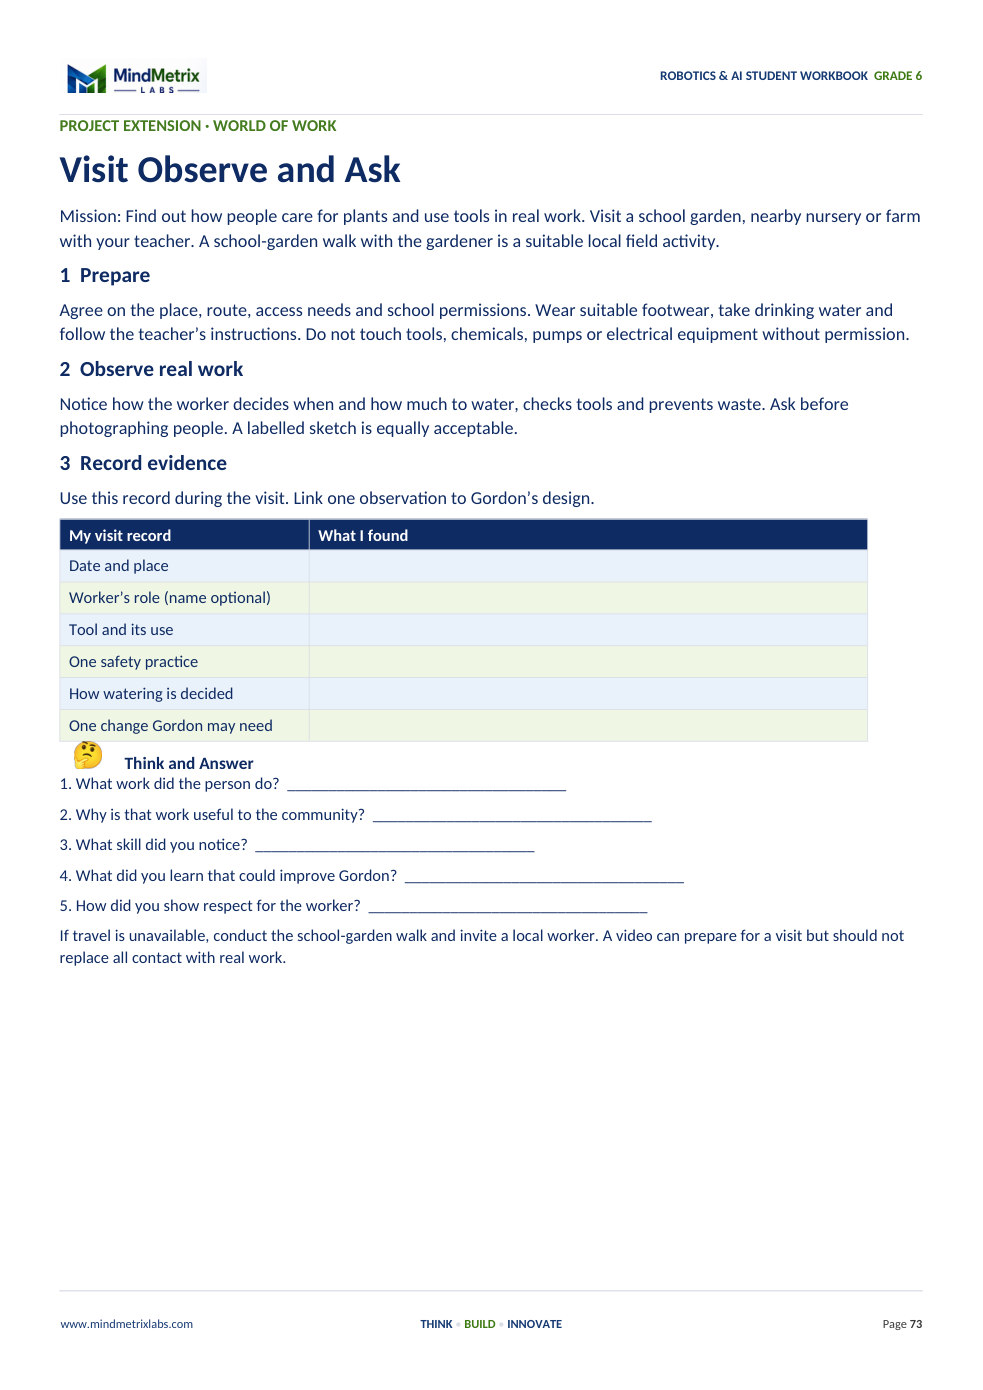 MindMetrix
LABS
ROBOTICS & AI STUDENT WORKBOOK GRADE 6
PROJECT EXTENSION · WORLD OF WORK
Visit Observe and Ask
Mission: Find out how people care for plants and use tools in real work. Visit a school garden, nearby nursery or farm
with your teacher. A school-garden walk with the gardener is a suitable local field activity.
1 Prepare
Agree on the place, route, access needs and school permissions. Wear suitable footwear, take drinking water and
follow the teacher’s instructions. Do not touch tools, chemicals, pumps or electrical equipment without permission.
2 Observe real work
Notice how the worker decides when and how much to water, checks tools and prevents waste. Ask before
photographing people. A labelled sketch is equally acceptable.
3 Record evidence
Use this record during the visit. Link one observation to Gordon’s design.
My visit record What I found
Date and place
Worker’s role (name optional)
Tool and its use
One safety practice
How watering is decided
One change Gordon may need
Think and Answer
1. What work did the person do? __________________________________
2. Why is that work useful to the community? __________________________________
3. What skill did you notice? __________________________________
4. What did you learn that could improve Gordon? __________________________________
5. How did you show respect for the worker? __________________________________
If travel is unavailable, conduct the school-garden walk and invite a local worker. A video can prepare for a visit but should not
replace all contact with real work.
www.mindmetrixlabs.com THINK • BUILD • INNOVATE Page 73